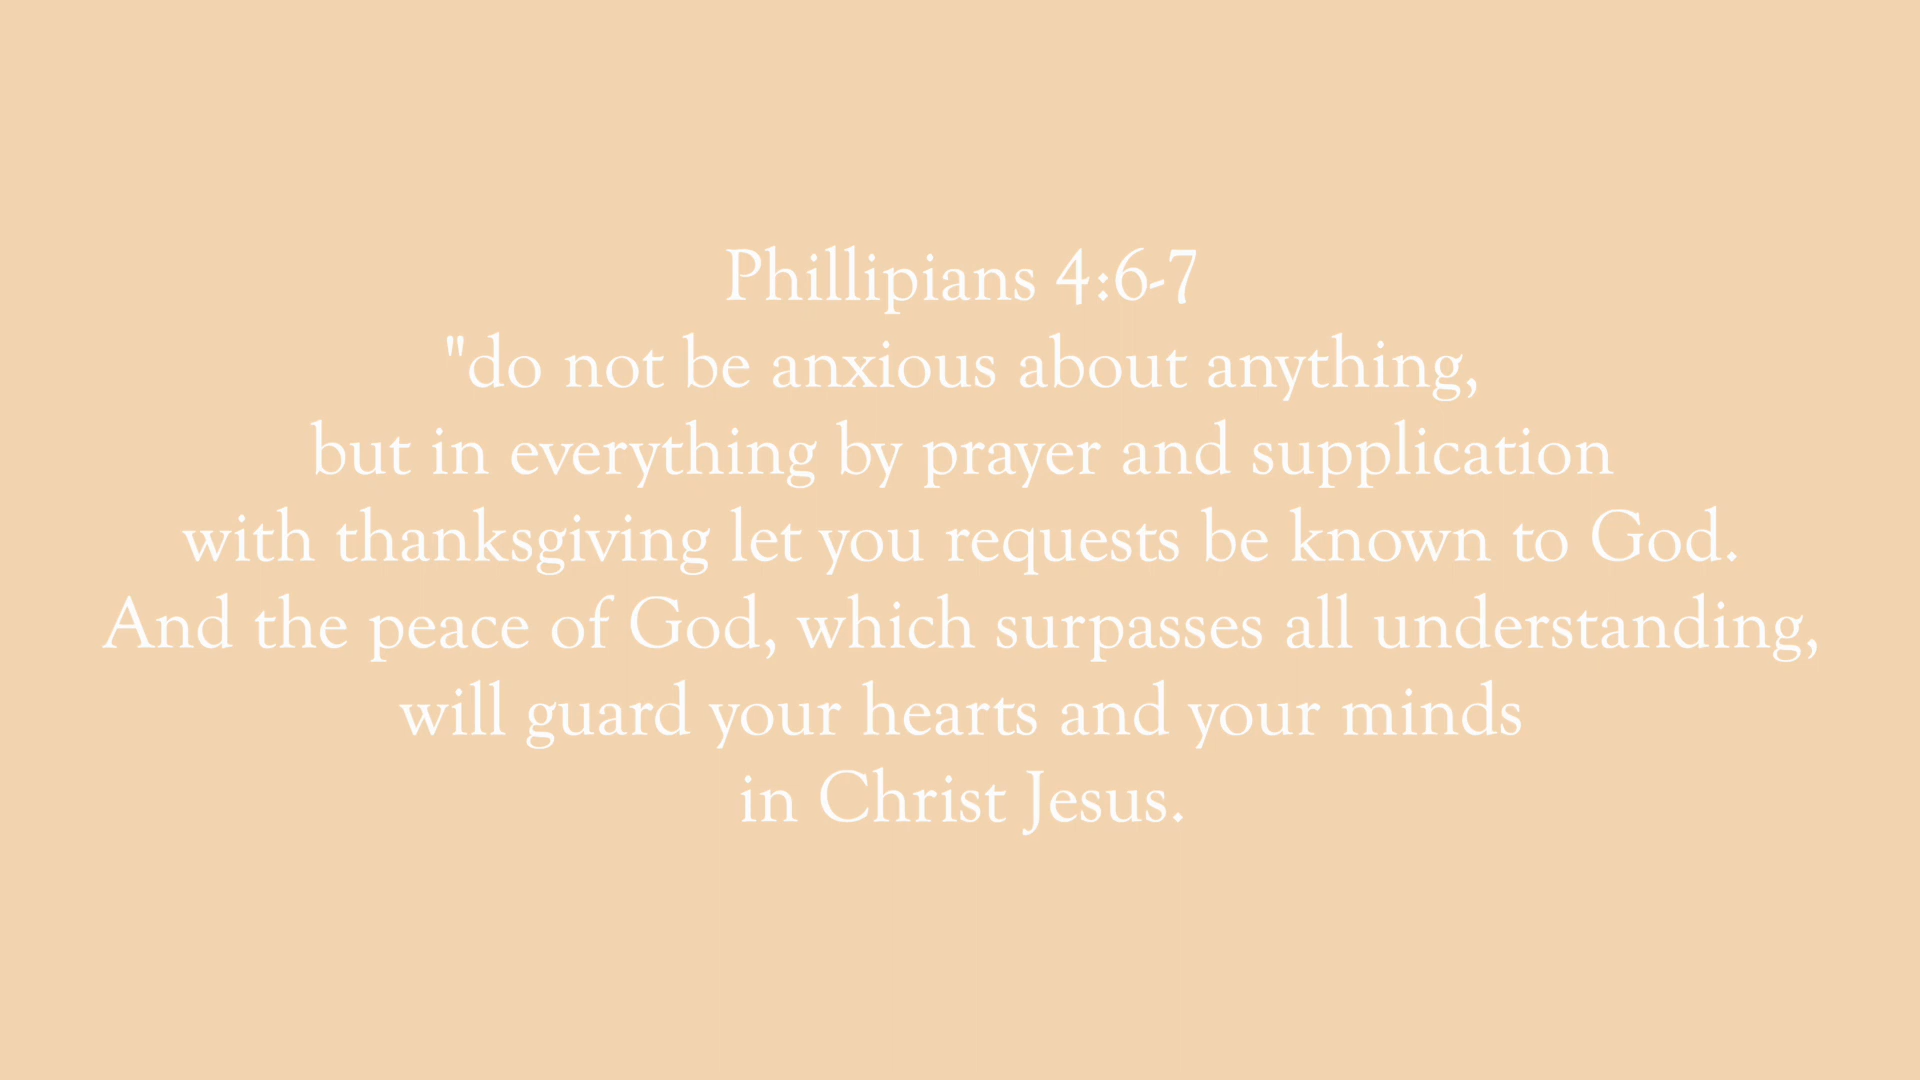 Phillipians 4:6-7
"do not be anxious about anything,
but in everything by prayer and supplication
with thanksgiving let you requests be known to God.
And the peace of God, which surpasses all understanding,
will guard your hearts and your minds
in Christ Jesus.